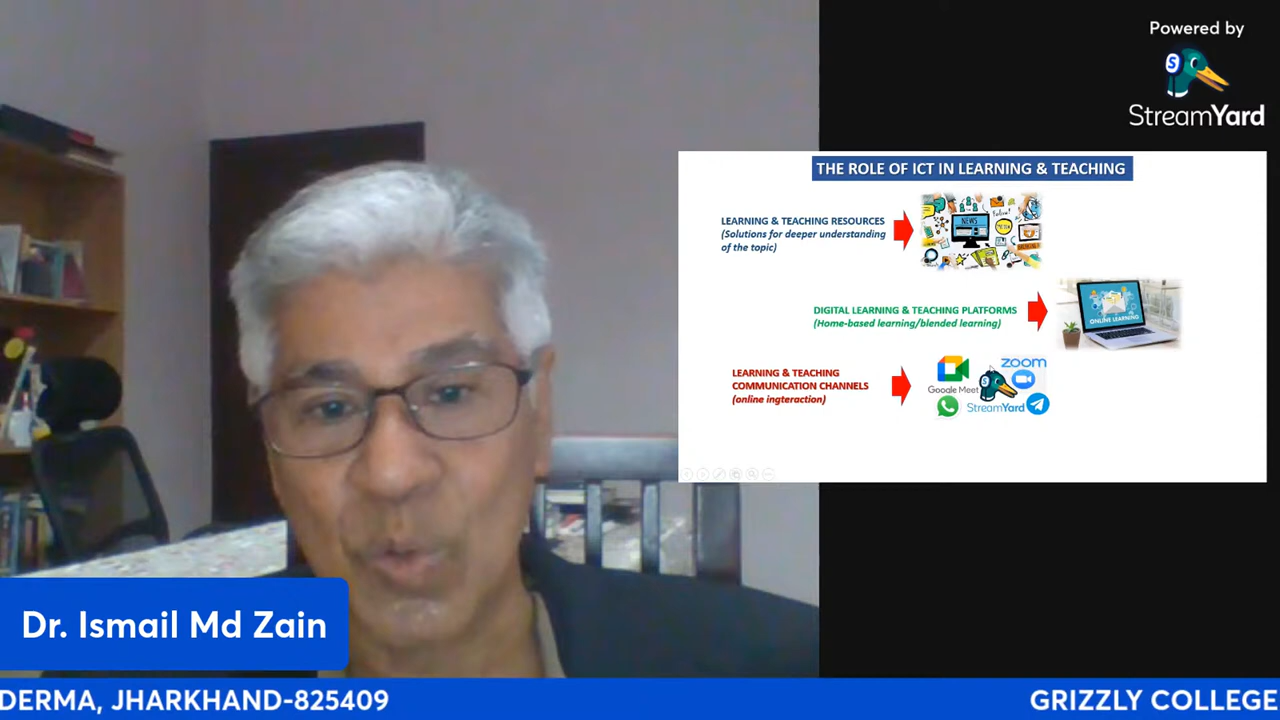 Powered by
StreamYard
THE ROLE OF ICT IN LEARNING & TEACHING
LEARNING & TEACHING RESOURCES
(Solutions for deeper understanding
of the topic)
NEWS
DIGITAL LEARNING & TEACHING PLATFORMS
(Home-based learning/blended learning)
ONLINE LEARNING
LEARNING & TEACHING
COMMUNICATION CHANNELS
(online ingteraction)
zoom
Google Meet
StreamYard
Dr. Ismail Md Zain
DERMA, JHARKHAND-825409
GRIZZLY COLLEGE